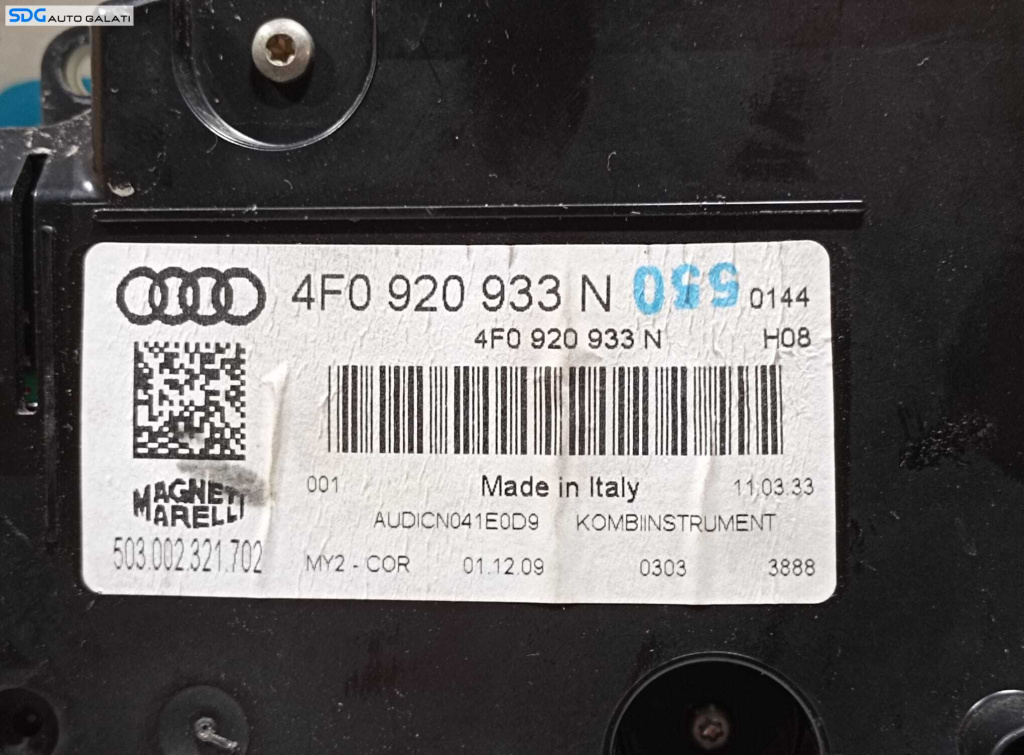 SDG AUTO GALATI
4F0 920 933 N 0144
4F0 920 933 N H08
001 Made in Italy 11.03.33
MAGNETI
MARELLI
AUDICN041E0D9 KOMBIINSTRUMENT
503.002.321.702
MY2 - COR 01.12.09 0303 3888